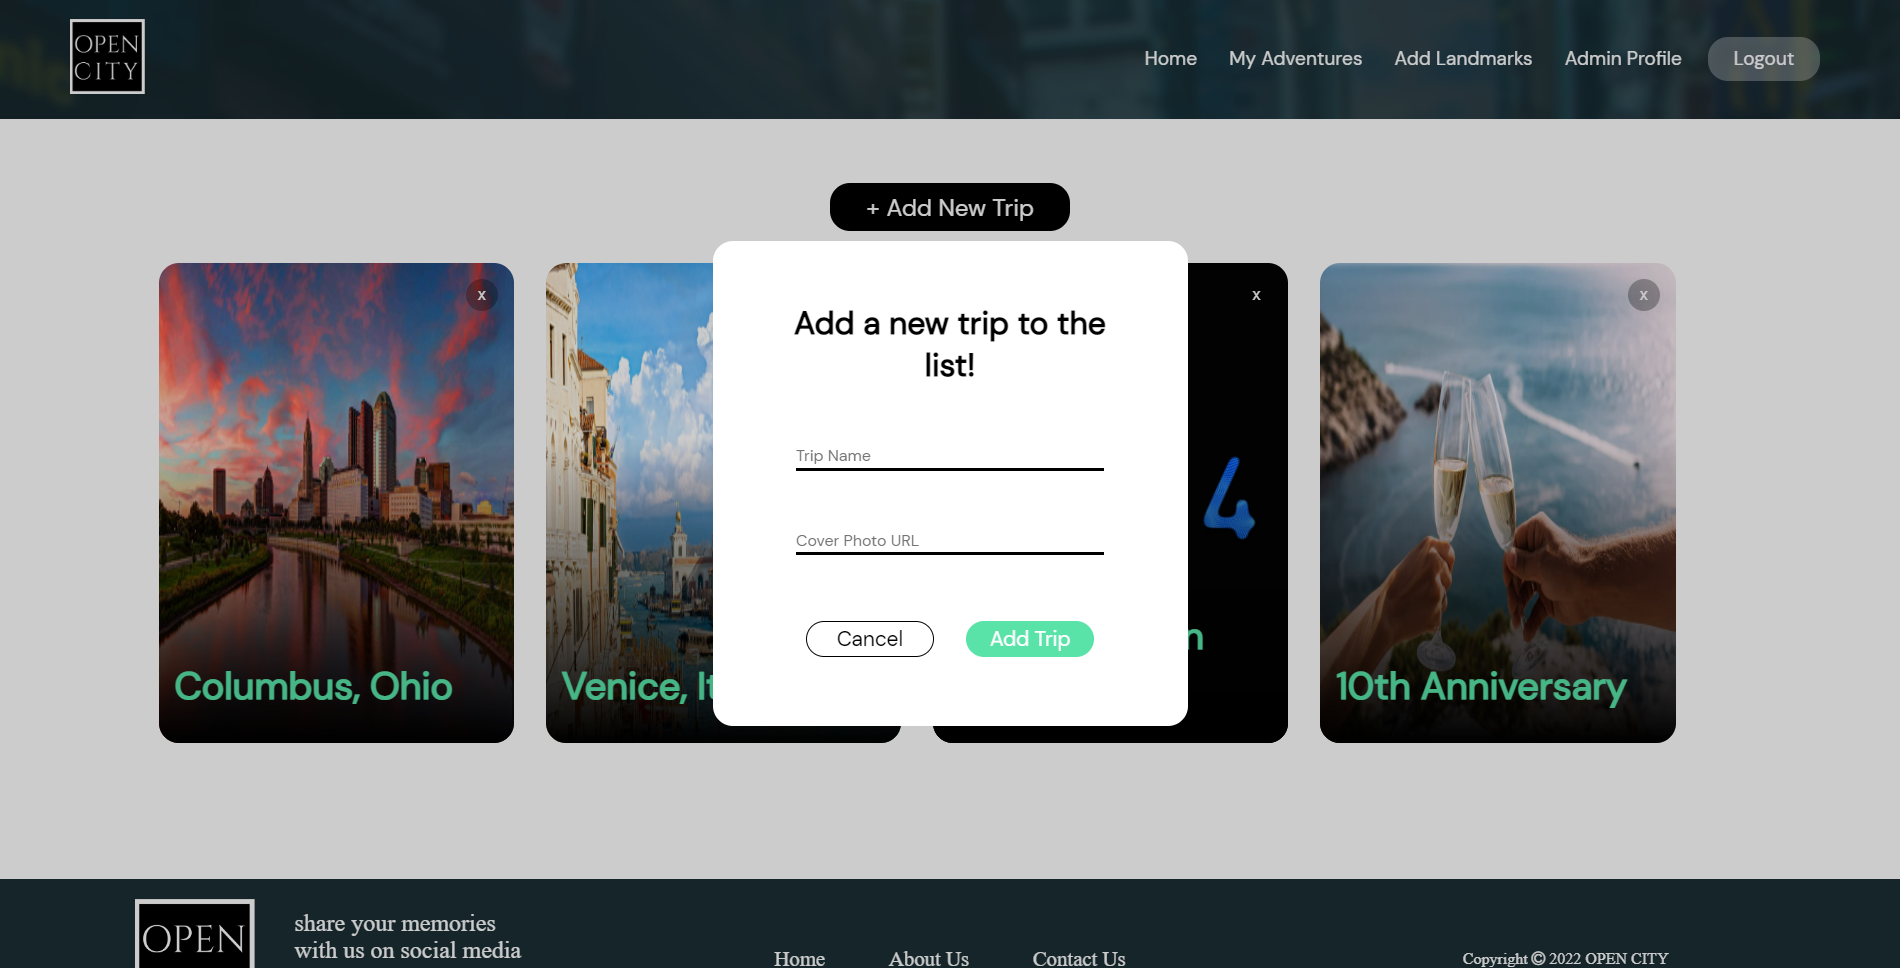 OPEN
CITY
Home
My Adventures
Add Landmarks
Admin Profile
Logout
+ Add New Trip
x
x
x
Add a new trip to the
list!
Trip Name
Cover Photo URL
Cancel
Add Trip
4
Columbus, Ohio
Venice,
10th Anniversary
OPEN
share your memories
with us on social media
Home
About Us
Contact Us
Copyright © 2022 OPEN CITY